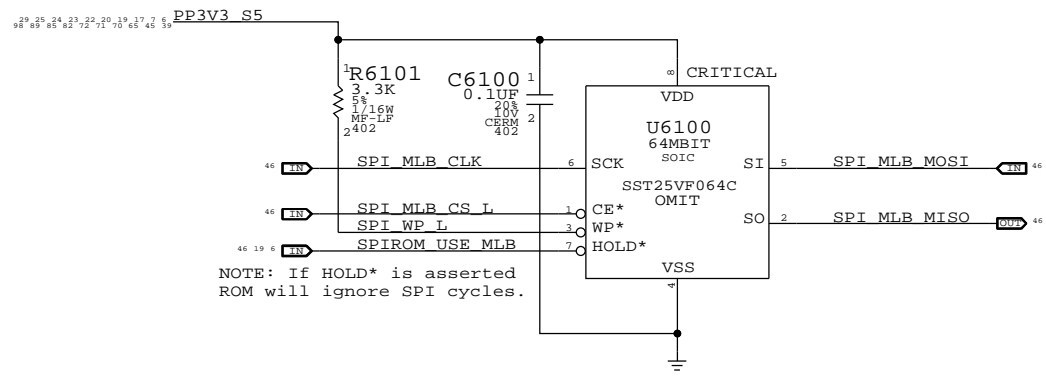 29 25 24 23 22 20 19 17 7 6
98 89 85 82 72 71 70 65 45 39
PP3V3_S5
1
R6101
3.3K
5%
1/16W
MF-LF
402
2
C6100
0.1UF
20%
10V
CERM
402
1
2
8
CRITICAL
VDD
U6100
64MBIT
SOIC
SST25VF064C
OMIT
46 IN SPI_MLB_CLK 6 SCK
SI 5 SPI_MLB_MOSI IN 46
46 IN SPI_MLB_CS_L 1 CE*
SPI_WP_L 3 WP*
SO 2 SPI_MLB_MISO OUT 46
46 19 6 IN SPIROM_USE_MLB 7 HOLD*
VSS
4
NOTE: If HOLD* is asserted
ROM will ignore SPI cycles.